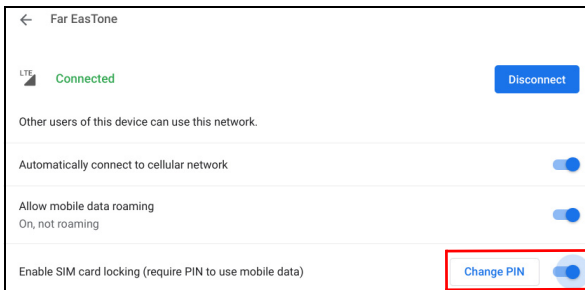 Far EasTone
LTE
Connected
Disconnect
Other users of this device can use this network.
Automatically connect to cellular network
Allow mobile data roaming
On, not roaming
Enable SIM card locking (require PIN to use mobile data)
Change PIN